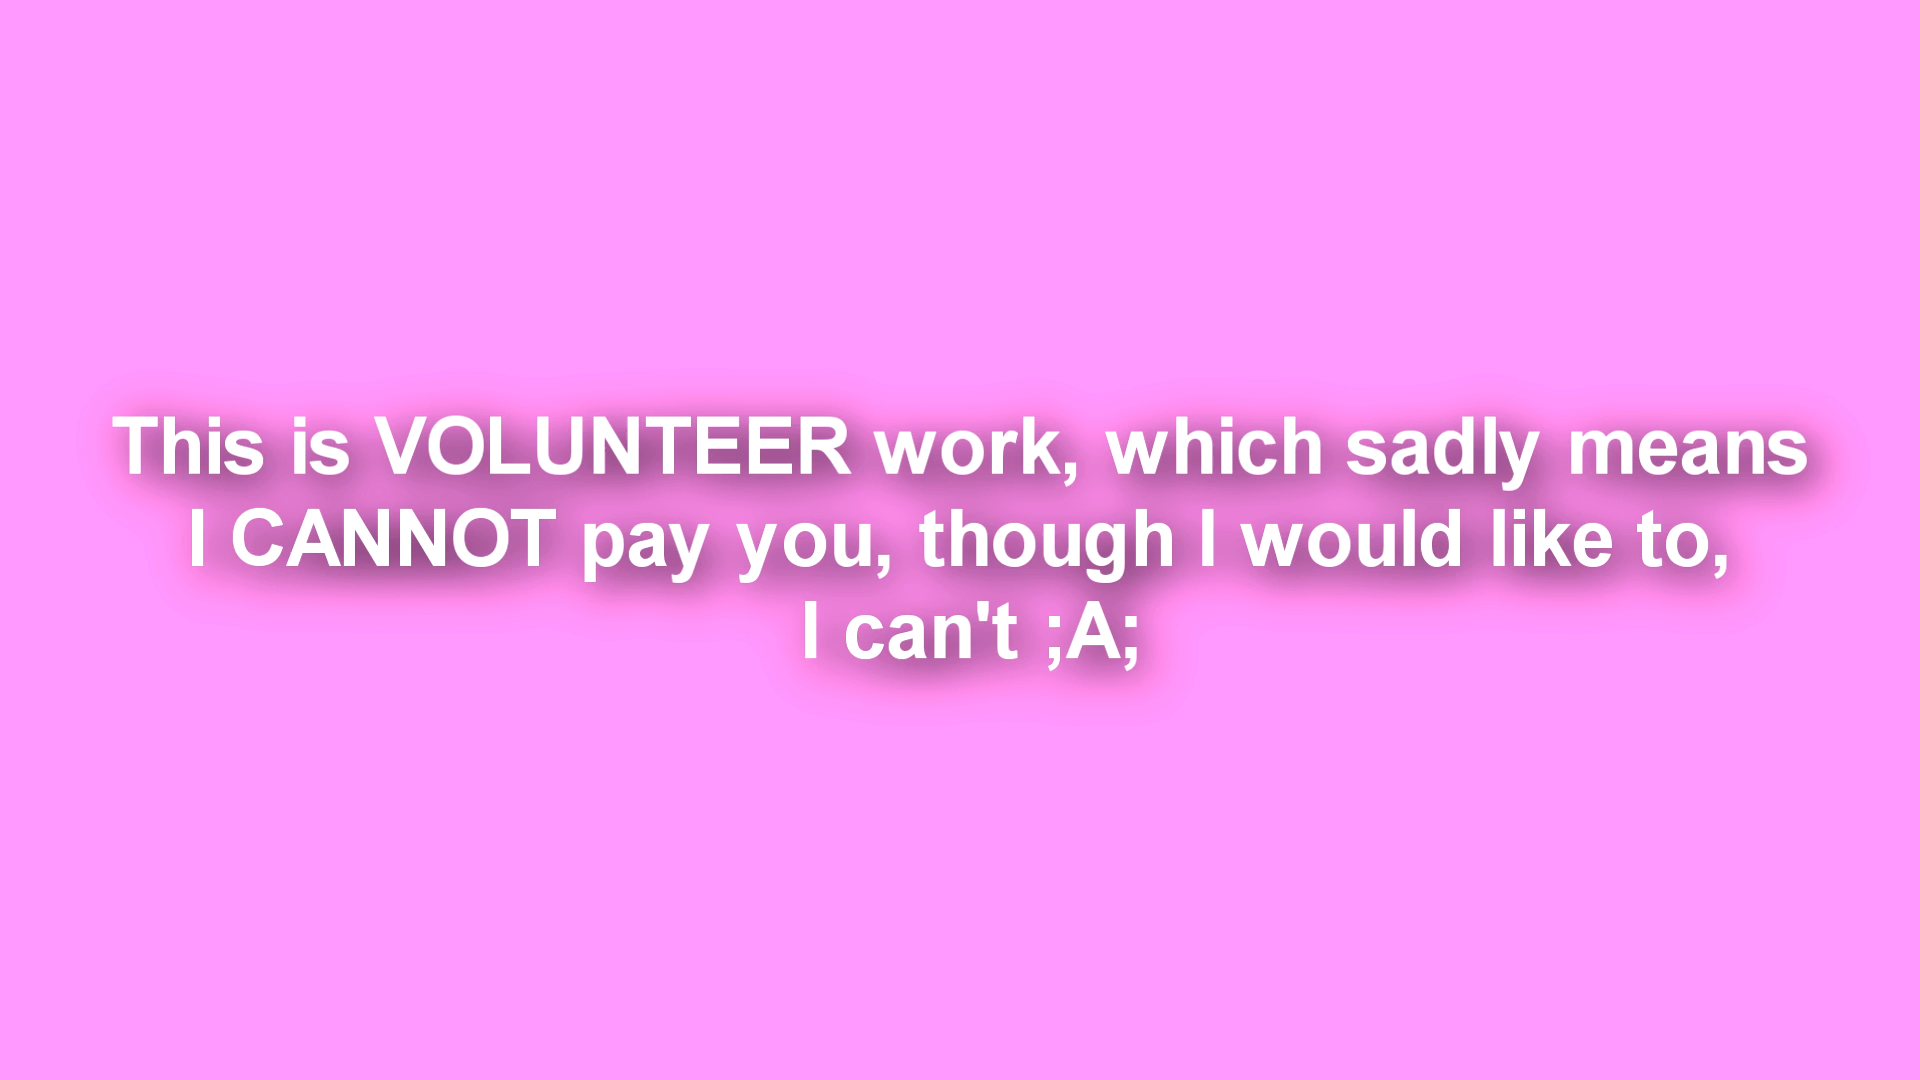 This is VOLUNTEER work, which sadly means
I CANNOT pay you, though I would like to,
I can't ;A;